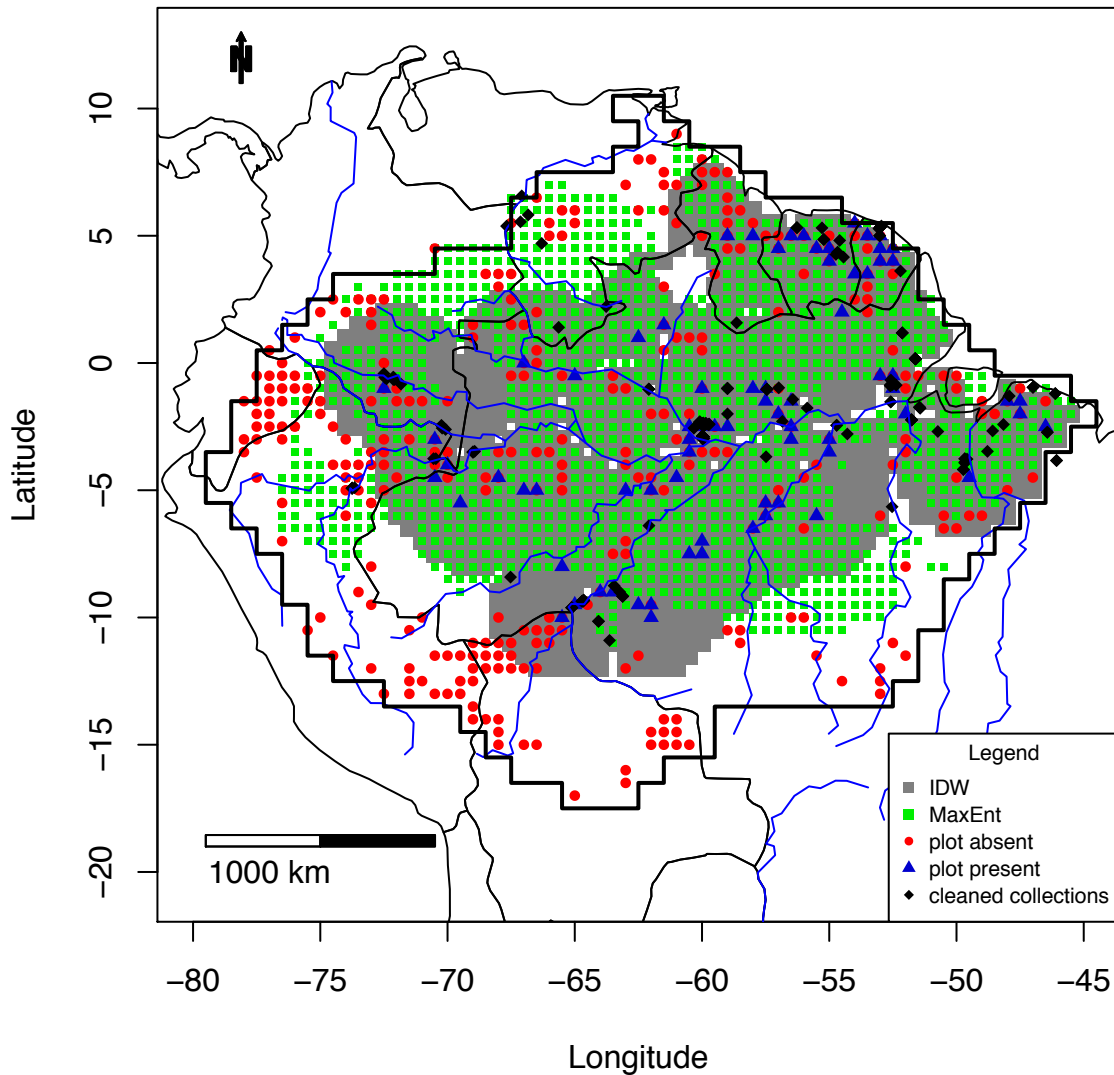 N
10
5
0
−5
−10
−15
−20
Latitude
1000 km
Legend
IDW
MaxEnt
plot absent
plot present
cleaned collections
−80 −75 −70 −65 −60 −55 −50 −45
Longitude